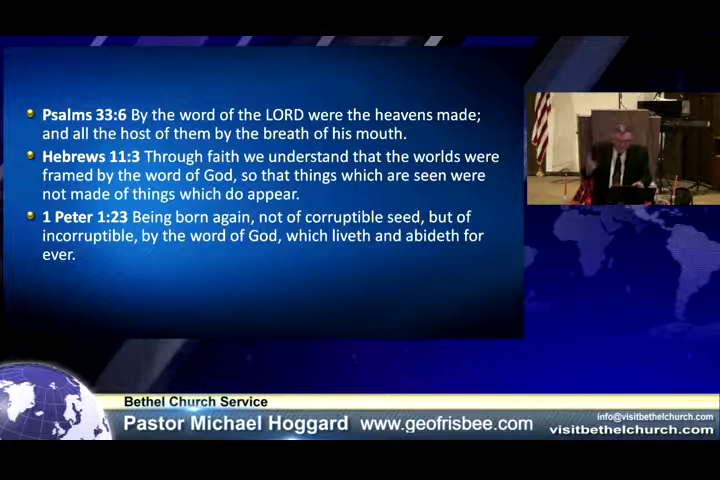 Psalms 33:6 By the word of the LORD were the heavens made;
and all the host of them by the breath of his mouth.
Hebrews 11:3 Through faith we understand that the worlds were
framed by the word of God, so that things which are seen were
not made of things which do appear.
1 Peter 1:23 Being born again, not of corruptible seed, but of
incorruptible, by the word of God, which liveth and abideth for
ever.
Bethel Church Service
Pastor Michael Hoggard www.geofrisbee.com
info@visitbethelchurch.com
visitbethelchurch.com